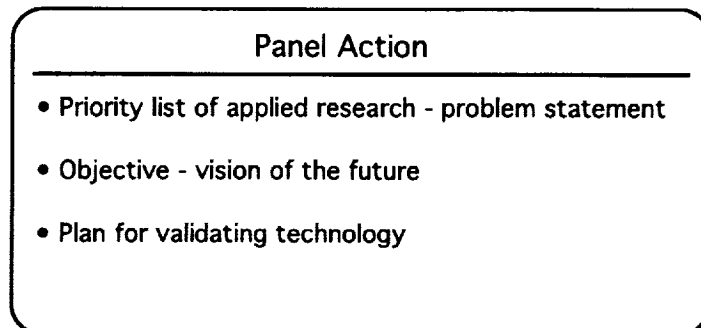 Panel Action
• Priority list of applied research - problem statement
• Objective - vision of the future
• Plan for validating technology